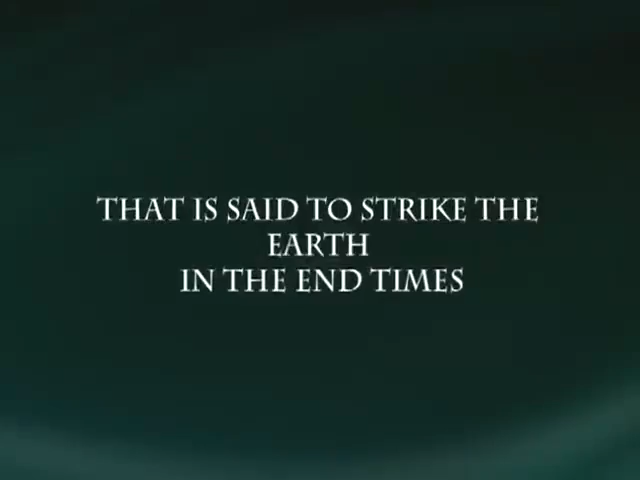 THAT IS SAID TO STRIKE THE
EARTH
IN THE END TIMES